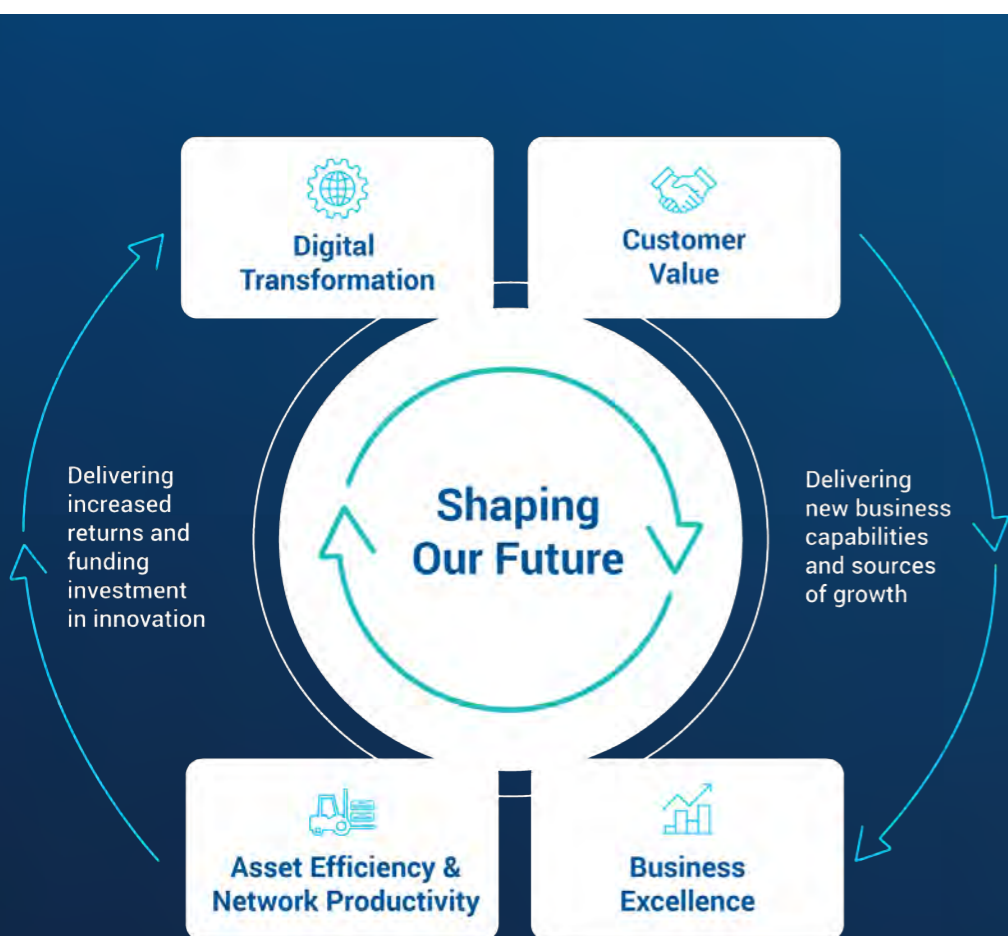 Digital
Transformation
Customer
Value
Delivering
increased
returns and
funding
investment
in innovation
Shaping
Our Future
Delivering
new business
capabilities
and sources
of growth
Asset Efficiency &
Network Productivity
Business
Excellence